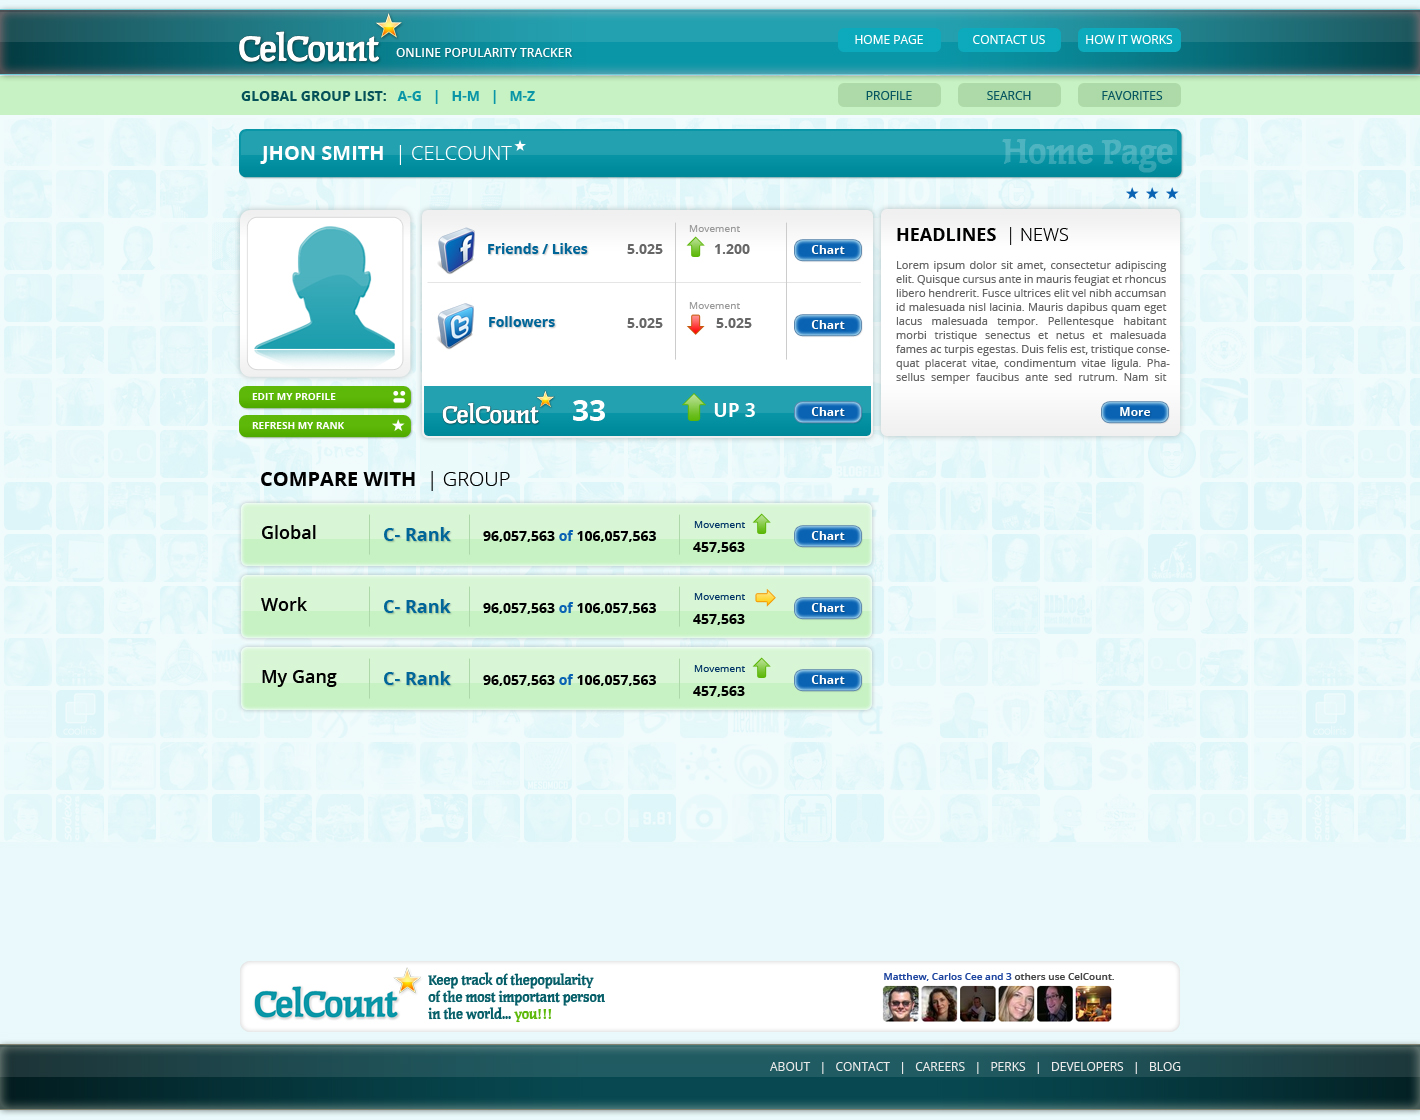 CelCount
ONLINE POPULARITY TRACKER
HOME PAGE
CONTACT US
HOW IT WORKS
GLOBAL GROUP LIST: A-G | H-M | M-Z
PROFILE
SEARCH
FAVORITES
JHON SMITH | CELCOUNT
Home Page
Friends / Likes
5.025
Movement
1.200
Chart
Followers
5.025
Movement
5.025
Chart
CelCount
33
UP 3
Chart
EDIT MY PROFILE
REFRESH MY RANK
HEADLINES | NEWS
Lorem ipsum dolor sit amet, consectetur adipiscing
elit. Quisque cursus ante in mauris feugiat et rhoncus
libero hendrerit. Fusce ultrices elit vel nibh accumsan
id malesuada nisl lacinia. Mauris dapibus quam eget
lacus malesuada tempor. Pellentesque habitant
morbi tristique senectus et netus et malesuada
fames ac turpis egestas. Duis felis est, tristique conse-
quat placerat vitae, condimentum vitae ligula. Pha-
sellus semper faucibus ante sed rutrum. Nam sit
More
COMPARE WITH | GROUP
Global
C- Rank
96,057,563 of 106,057,563
Movement
457,563
Chart
Work
C- Rank
96,057,563 of 106,057,563
Movement
457,563
Chart
My Gang
C- Rank
96,057,563 of 106,057,563
Movement
457,563
Chart
9.81
CelCount
Keep track of thepopularity
of the most important person
in the world... you!!!
Matthew, Carlos Cee and 3 others use CelCount.
ABOUT | CONTACT | CAREERS | PERKS | DEVELOPERS | BLOG